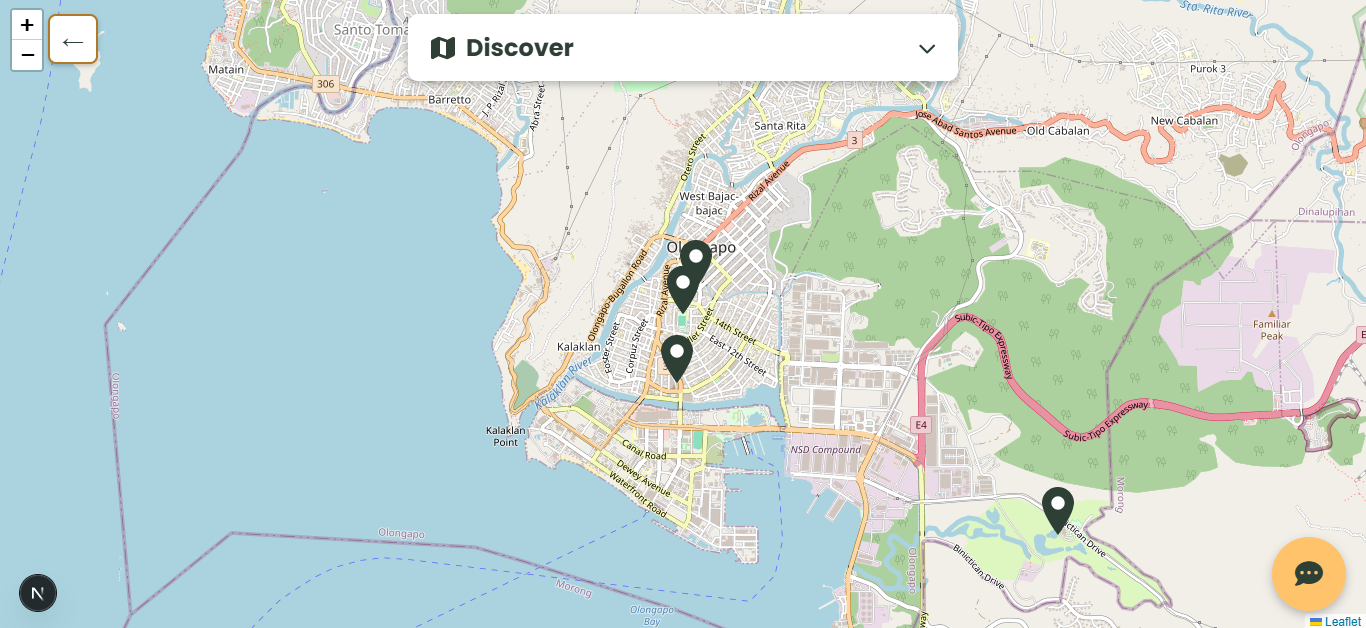 +
−
←
Discover
Santo Toma
Sta. Rita River
Matain
306
Barretto
J. P. Rizal
Abra Street
Purok 3
Santa Rita
3
Jose Abad Santos Avenue
Old Cabalan
New Cabalan
Olongapo
Otero Street
Rizal Avenue
West Bajac-
bajac
Dinalupihan
Olongapo
Olongapo-Bugallon Road
Rizal Avenue
14th Street
East 12th Street
Foster Street
Corpuz Street
Kalaklan
Kalaklan River
Subic-Tipo Expressway
Familiar
Peak
Olongapo
Kalaklan
Point
E4
Subic-Tipo Expressway
Canal Road
NSD Compound
Dewey Avenue
Waterfront Road
Morong
Olongapo
Binictican Drive
Olongapo
Morong
Olongapo
Bay
N
Leaflet